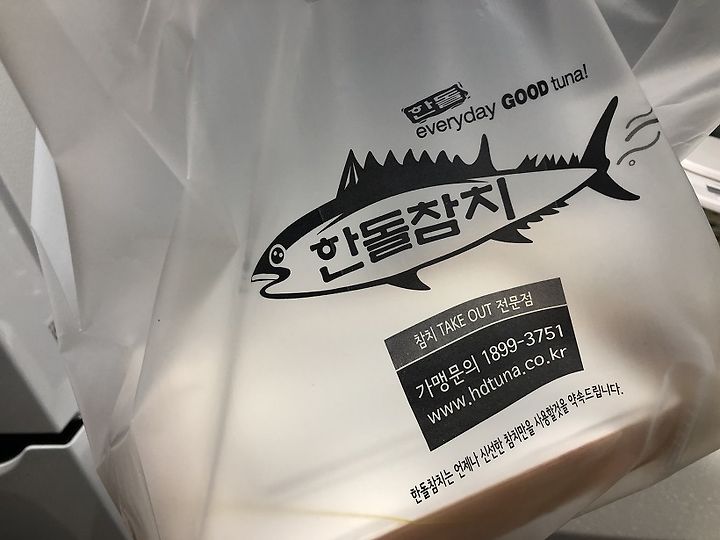 한돌
everyday GOOD tuna!
한돌참치
참치 TAKE OUT 전문점
가맹문의 1899-3751
www.hdtuna.co.kr
한돌참치는 언제나 신선한 참치만을 사용할것을 약속드립니다.